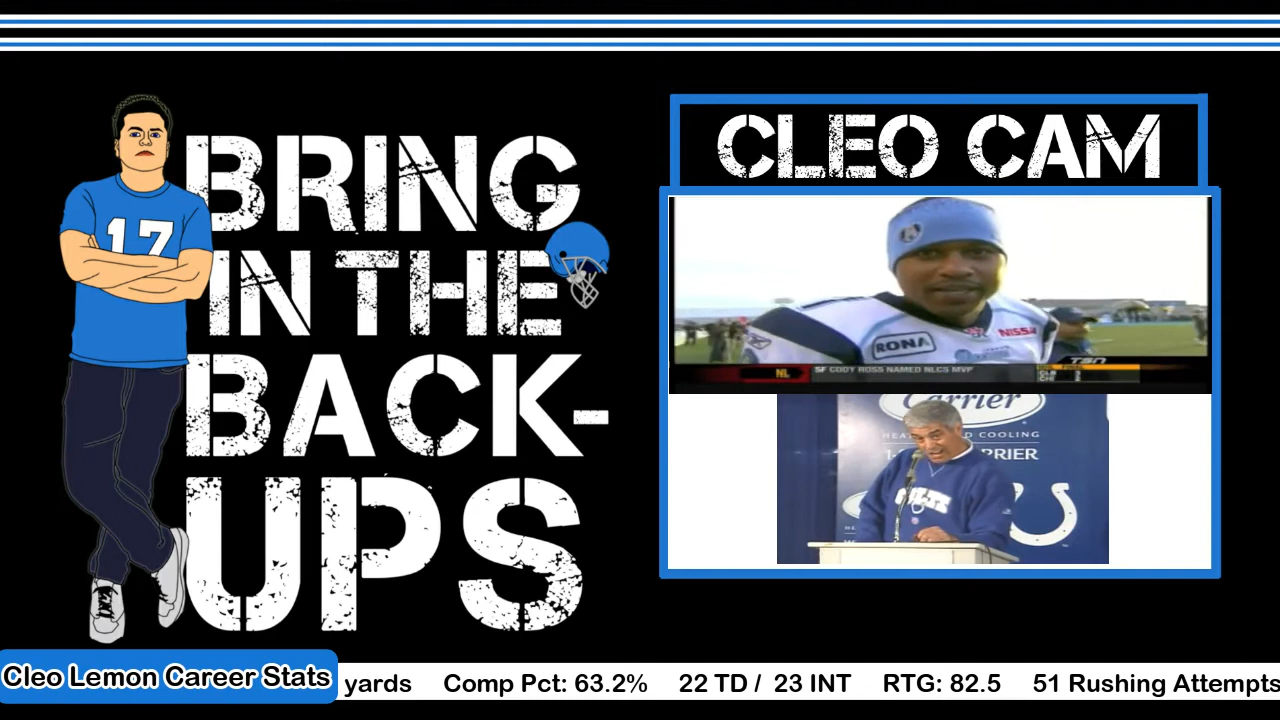 BRING
IN THE
BACK-
UPS
17
CLEO CAM
RONA
NISSA
TSN
NL
SF CODY ROSS NAMED NLCS MVP
Carrier
COOLING
RRIER
COLTS
Cleo Lemon Career Stats
yards Comp Pct: 63.2% 22 TD / 23 INT RTG: 82.5 51 Rushing Attempts